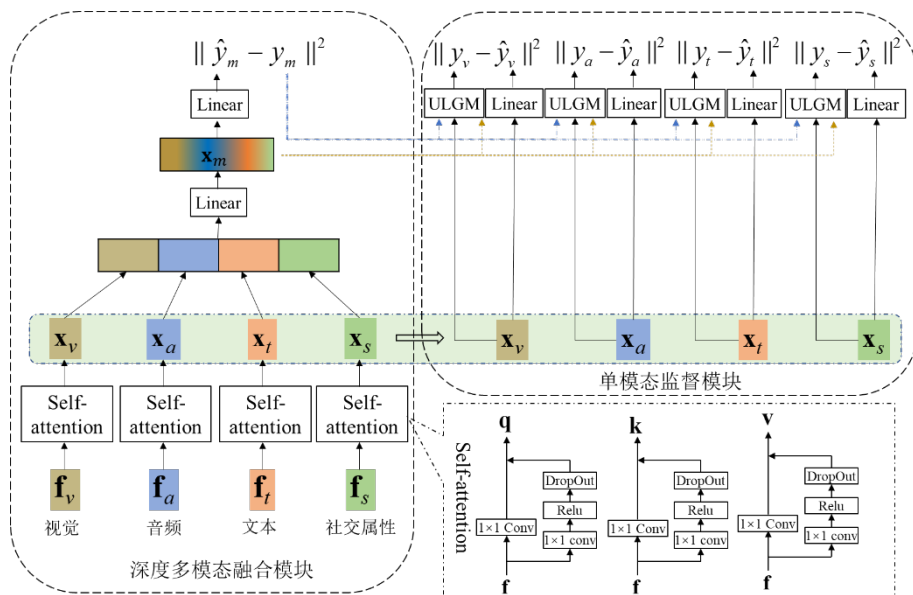 || ŷ_m − y_m ||²
Linear
x_m
Linear
x_v x_a x_t x_s
Self-attention Self-attention Self-attention Self-attention
f_v f_a f_t f_s
视觉 音频 文本 社交属性
深度多模态融合模块
|| y_v − ŷ_v ||² || y_a − ŷ_a ||² || y_t − ŷ_t ||² || y_s − ŷ_s ||²
ULGM Linear ULGM Linear ULGM Linear ULGM Linear
x_v x_a x_t x_s
单模态监督模块
Self-attention
q k v
DropOut DropOut DropOut
Relu Relu Relu
1×1 Conv 1×1 conv 1×1 Conv 1×1 conv 1×1 Conv 1×1 conv
f f f